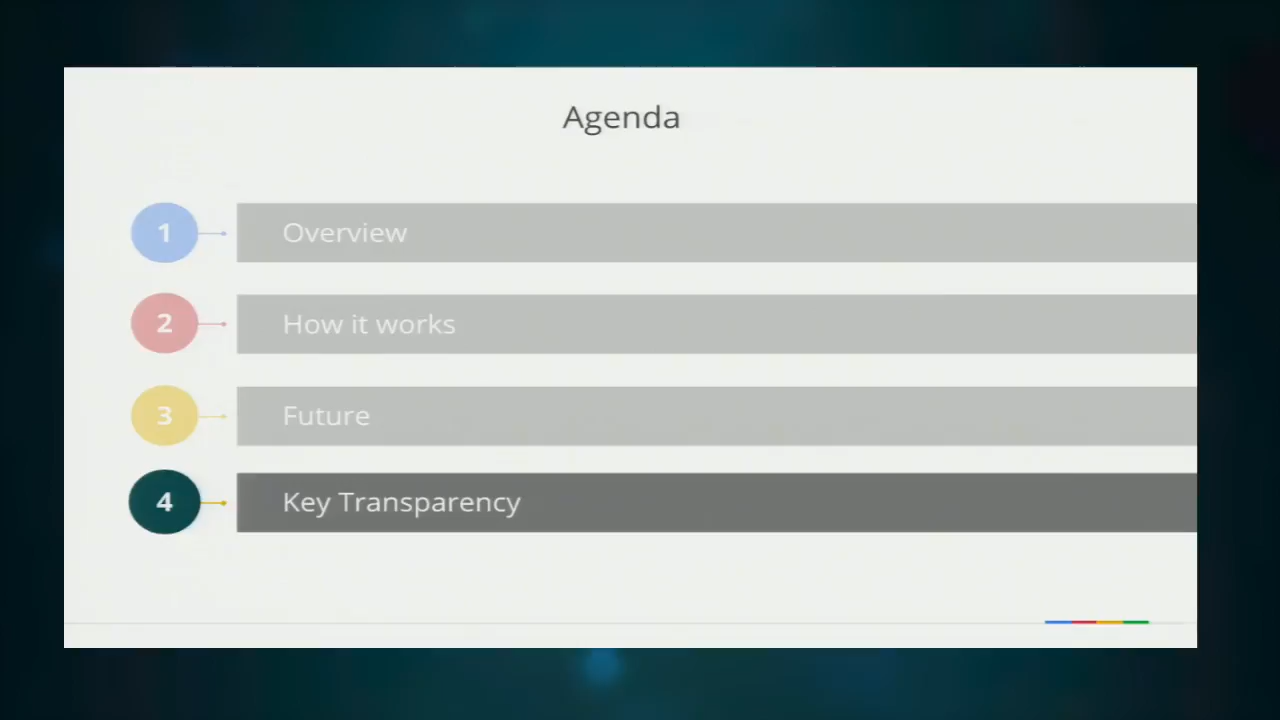 Agenda
1 Overview
2 How it works
3 Future
4 Key Transparency